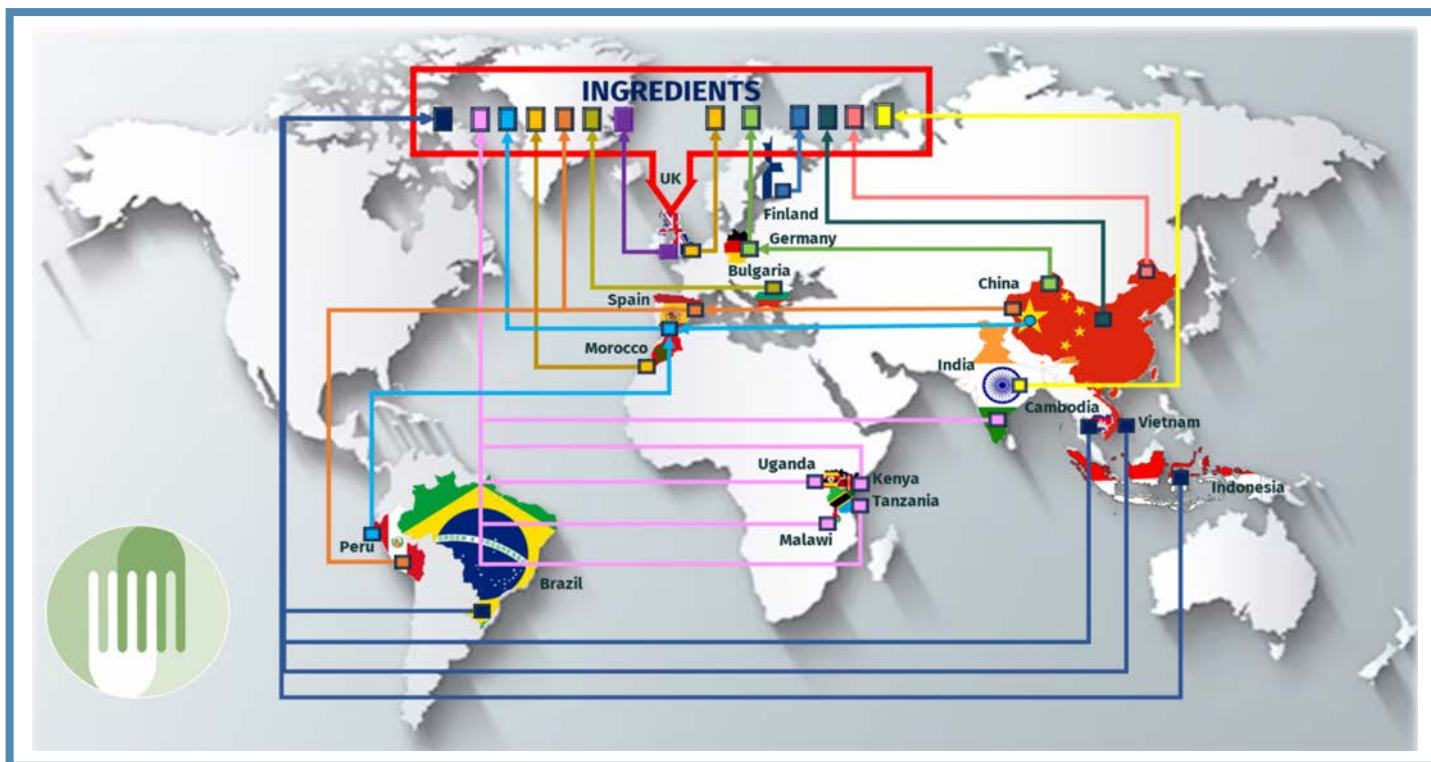 INGREDIENTS
UK
Finland
Germany
Bulgaria
China
Spain
Morocco
India
Cambodia
Vietnam
Uganda
Kenya
Indonesia
Tanzania
Malawi
Peru
Brazil